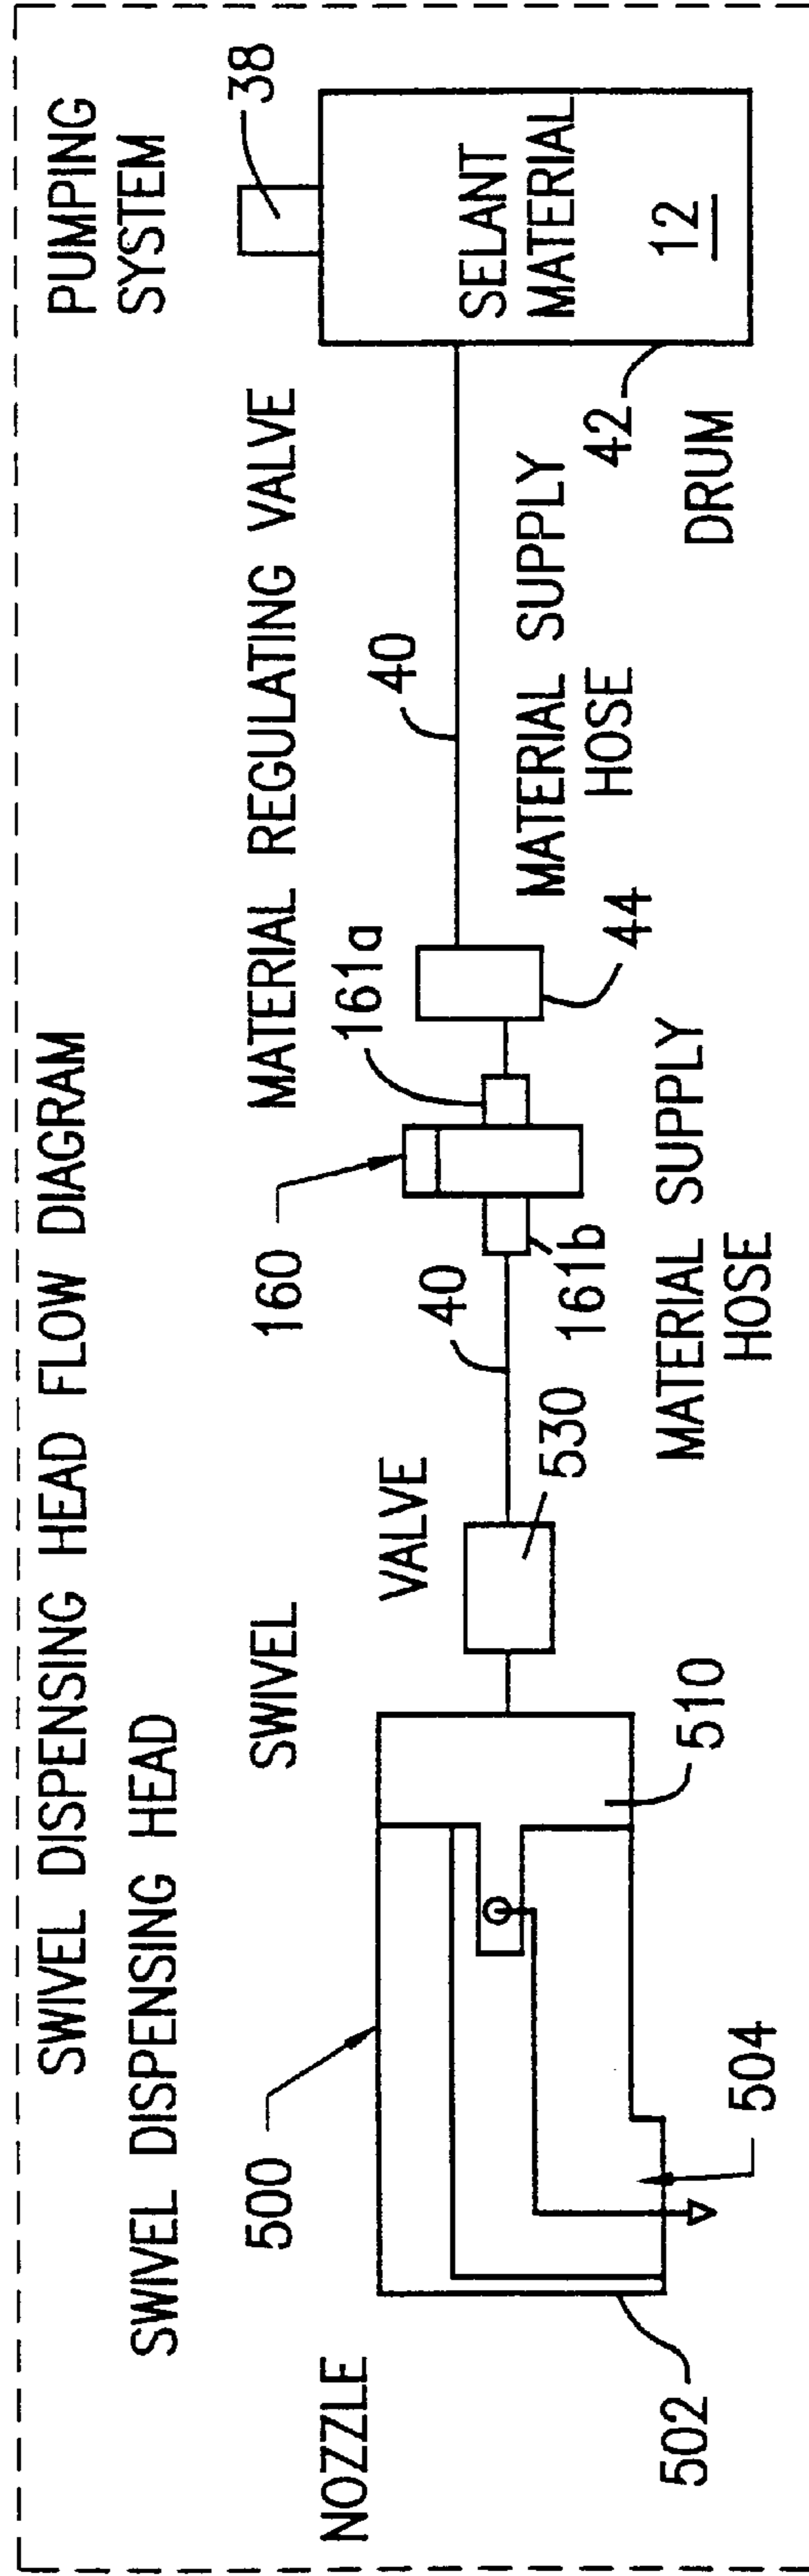 SWIVEL DISPENSING HEAD FLOW DIAGRAM
SWIVEL DISPENSING HEAD
PUMPING
SYSTEM
NOZZLE
500
SWIVEL
VALVE
160
MATERIAL REGULATING VALVE
161a
40
38
SELANT
MATERIAL
12
502
504
510
530
40
161b
44
MATERIAL SUPPLY
HOSE
MATERIAL SUPPLY
HOSE
42
DRUM